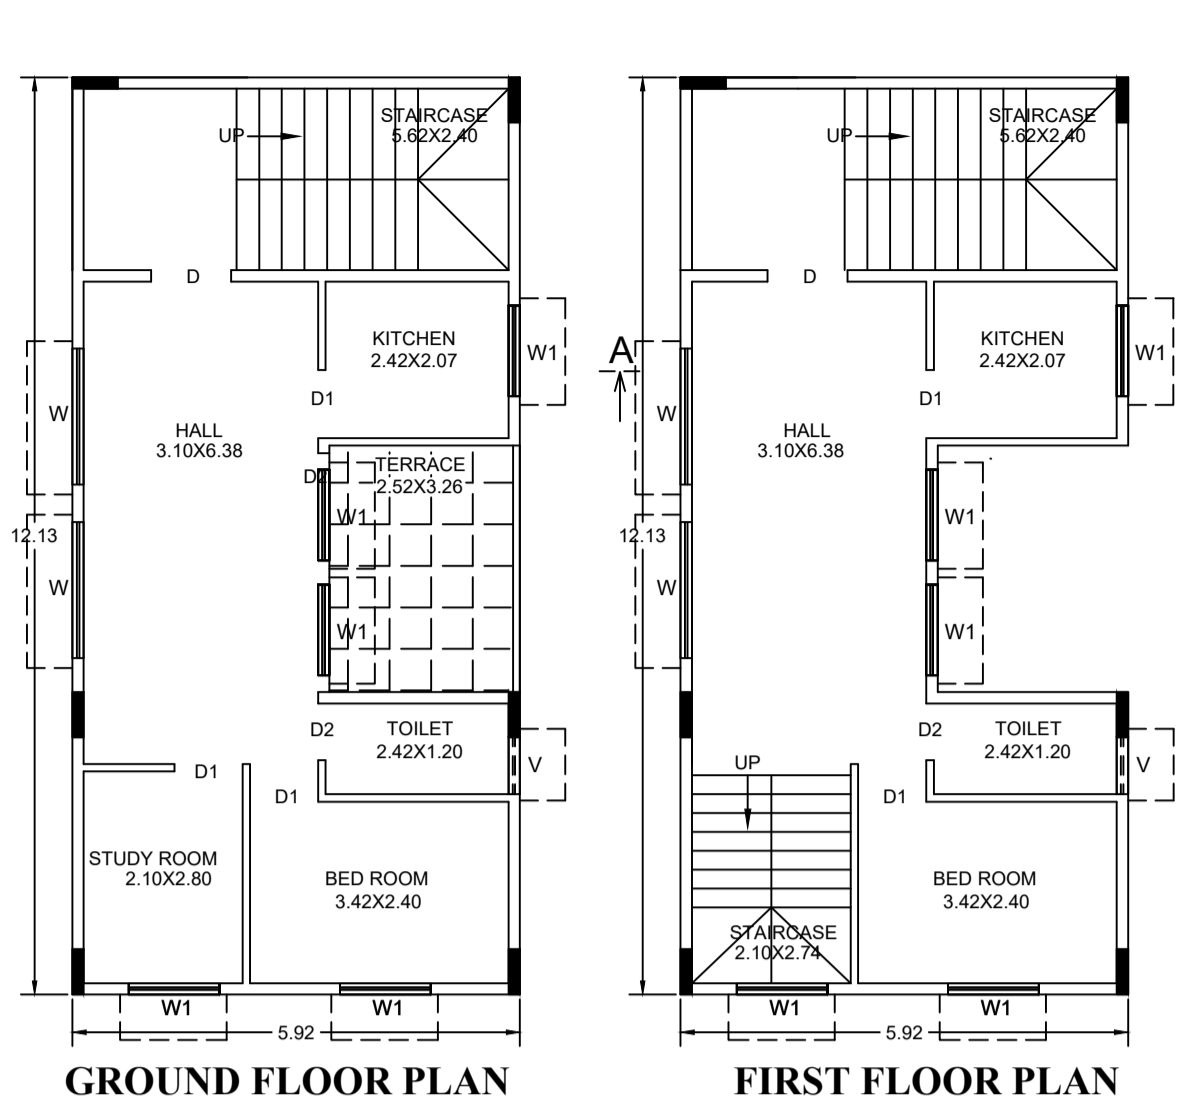 STAIRCASE
5.62X2.40
UP
D
KITCHEN
2.42X2.07
W1
D1
W
HALL
3.10X6.38
TERRACE
2.52X3.26
D2
W1
12.13
W
W1
D2
TOILET
2.42X1.20
V
D1
D1
STUDY ROOM
2.10X2.80
BED ROOM
3.42X2.40
W1
W1
5.92
GROUND FLOOR PLAN
STAIRCASE
5.62X2.40
UP
D
KITCHEN
2.42X2.07
W1
A
D1
W
HALL
3.10X6.38
W1
12.13
W
W1
D2
TOILET
2.42X1.20
UP
V
D1
BED ROOM
3.42X2.40
STAIRCASE
2.10X2.74
W1
W1
5.92
FIRST FLOOR PLAN